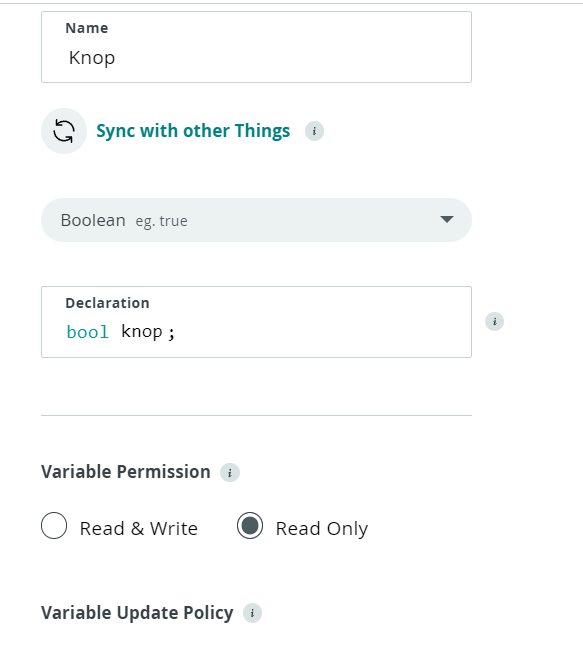 Name
Knop
Sync with other Things i
Boolean eg. true
Declaration
bool knop;
i
Variable Permission i
Read & Write Read Only
Variable Update Policy i